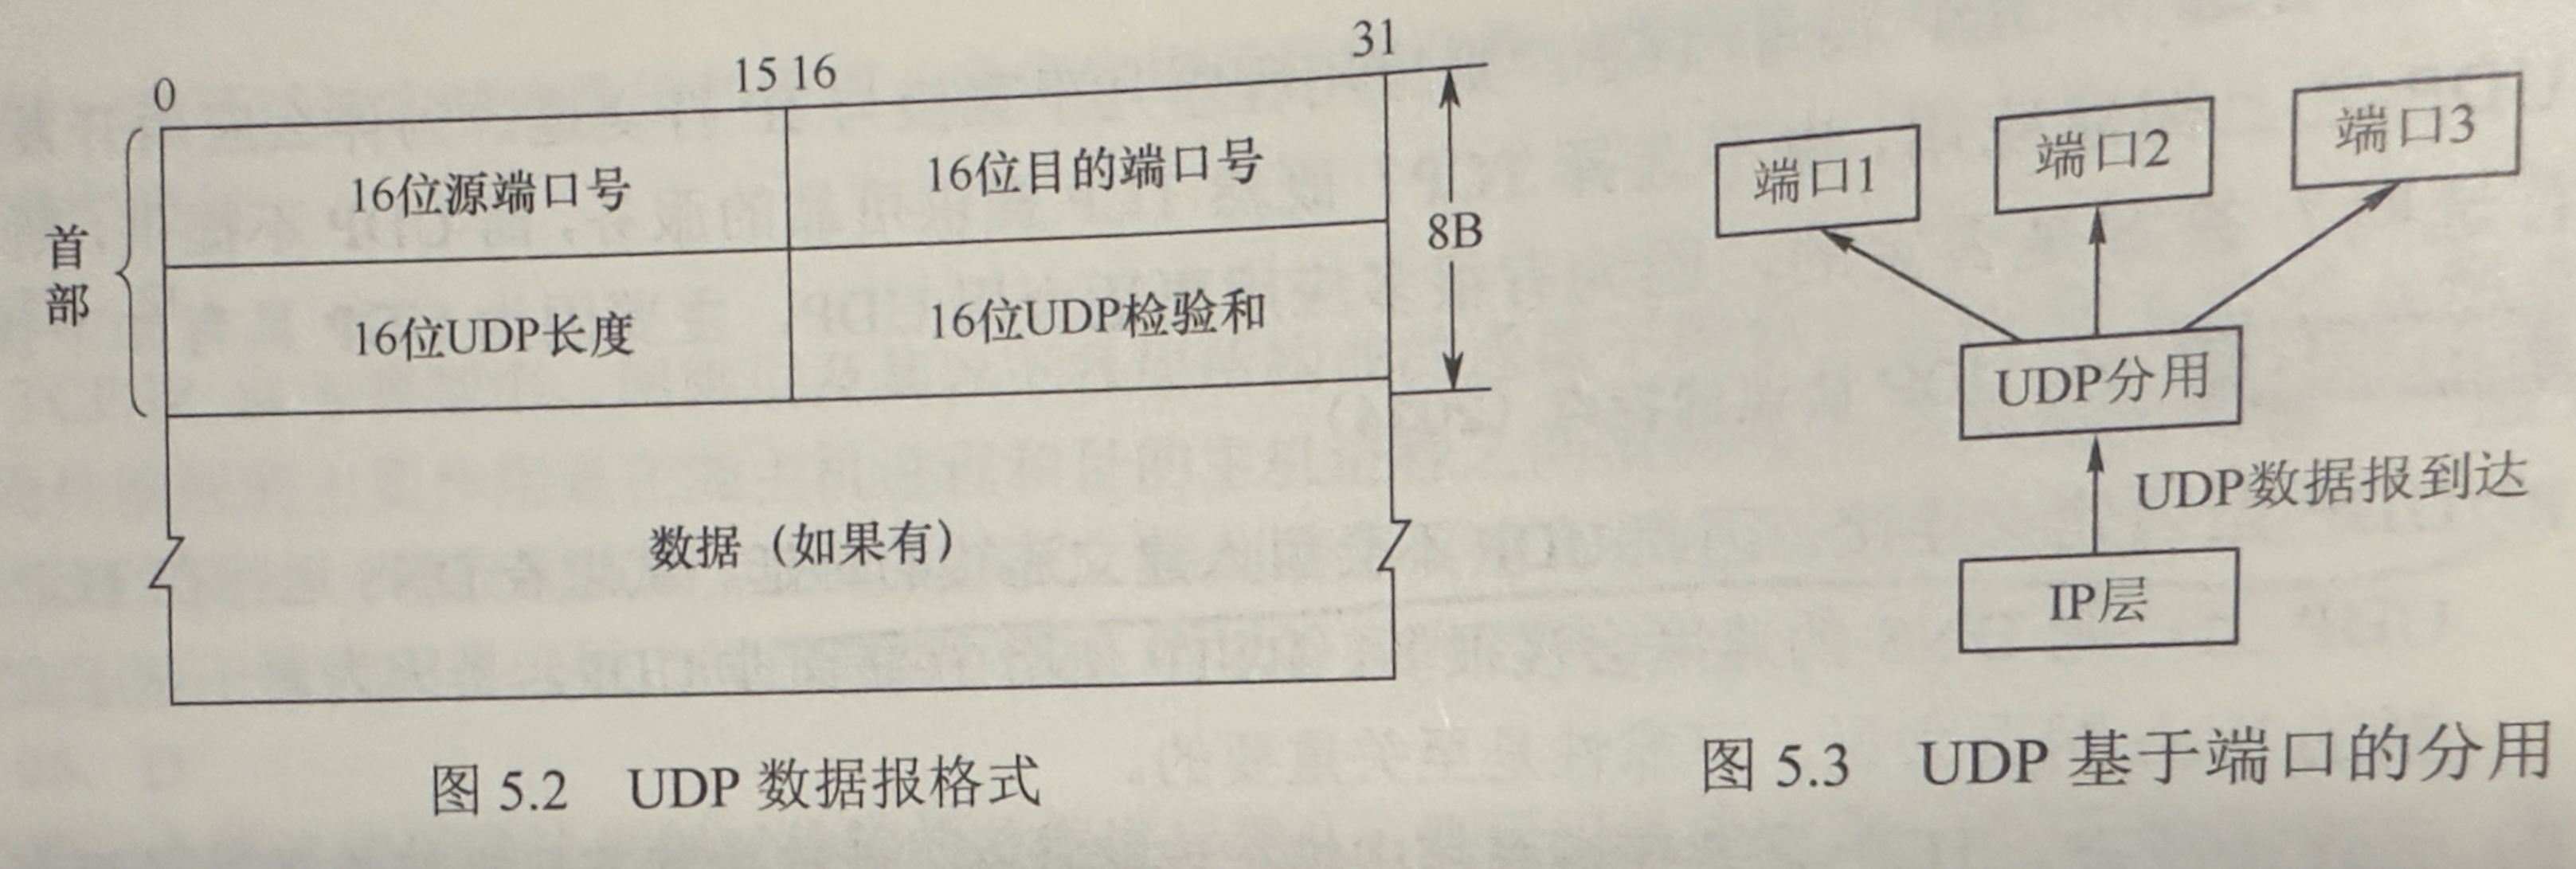 0
15 16
31
首部
16位源端口号
16位目的端口号
16位UDP长度
16位UDP检验和
8B
数据（如果有）
图 5.2 UDP 数据报格式
端口1
端口2
端口3
UDP分用
UDP数据报到达
IP层
图 5.3 UDP 基于端口的分用